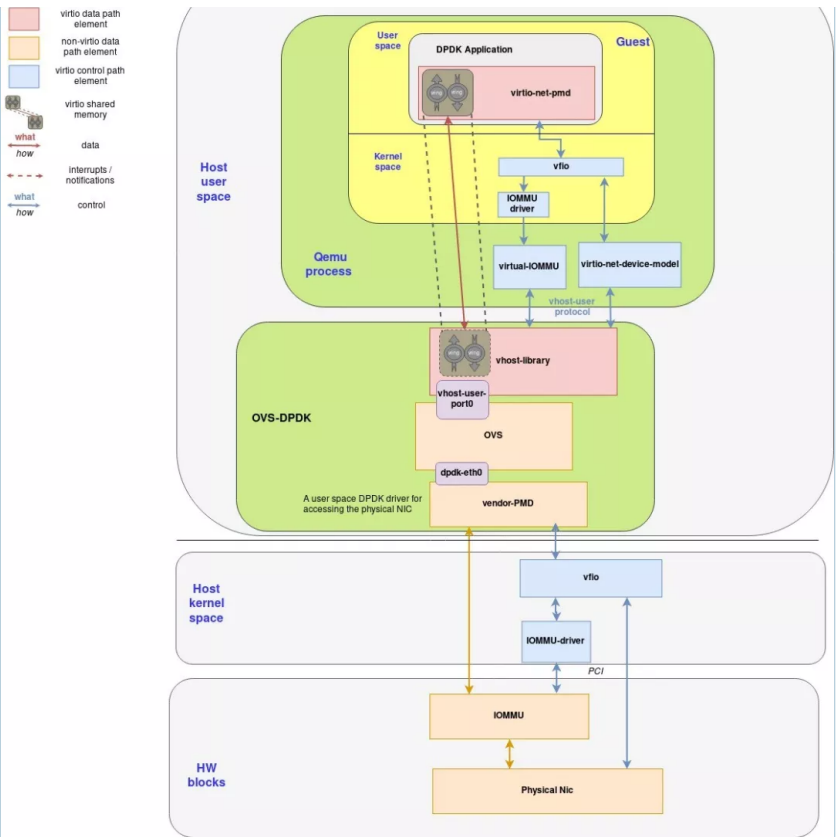 virtio data path
element
non-virtio data
path element
virtio control path
element
virtio shared
memory
what
how
data
interrupts /
notifications
what
how
control
Host
user
space
User
space
Guest
DPDK Application
vring
vring
virtio-net-pmd
Kernel
space
vfio
IOMMU
driver
Qemu
process
virtual-IOMMU
virtio-net-device-model
vhost-user
protocol
vring
vring
vhost-library
vhost-user-
port0
OVS-DPDK
OVS
dpdk-eth0
A user space DPDK driver for
accessing the physical NIC
vendor-PMD
Host
kernel
space
vfio
IOMMU-driver
PCI
HW
blocks
IOMMU
Physical Nic